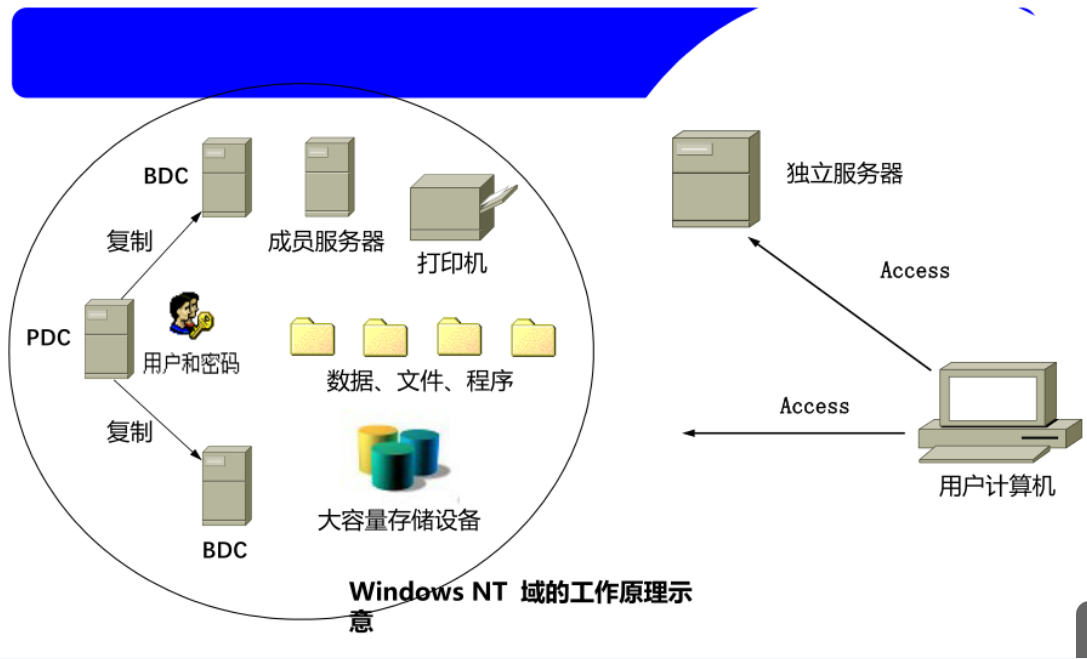 BDC
独立服务器
复制
成员服务器
打印机
Access
PDC
用户和密码
数据、文件、程序
Access
复制
用户计算机
大容量存储设备
BDC
Windows NT 域的工作原理示
意